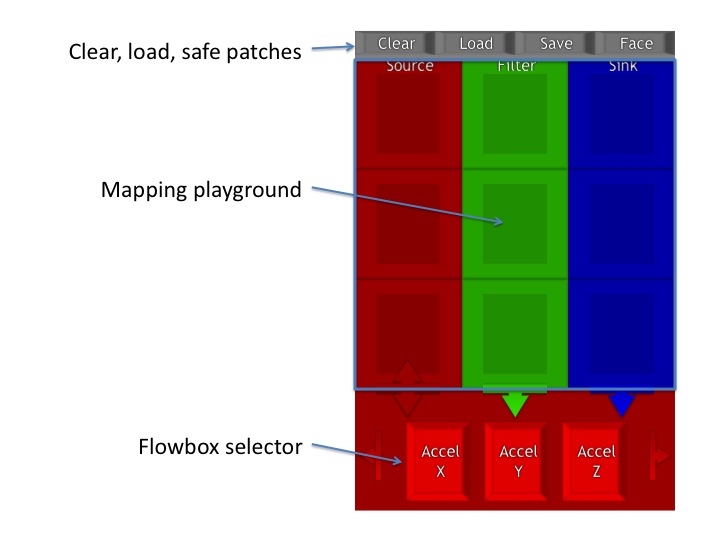 Clear, load, safe patches
Clear Load Save Face
Source Filter Sink
Mapping playground
Flowbox selector
Accel Accel Accel
X Y Z